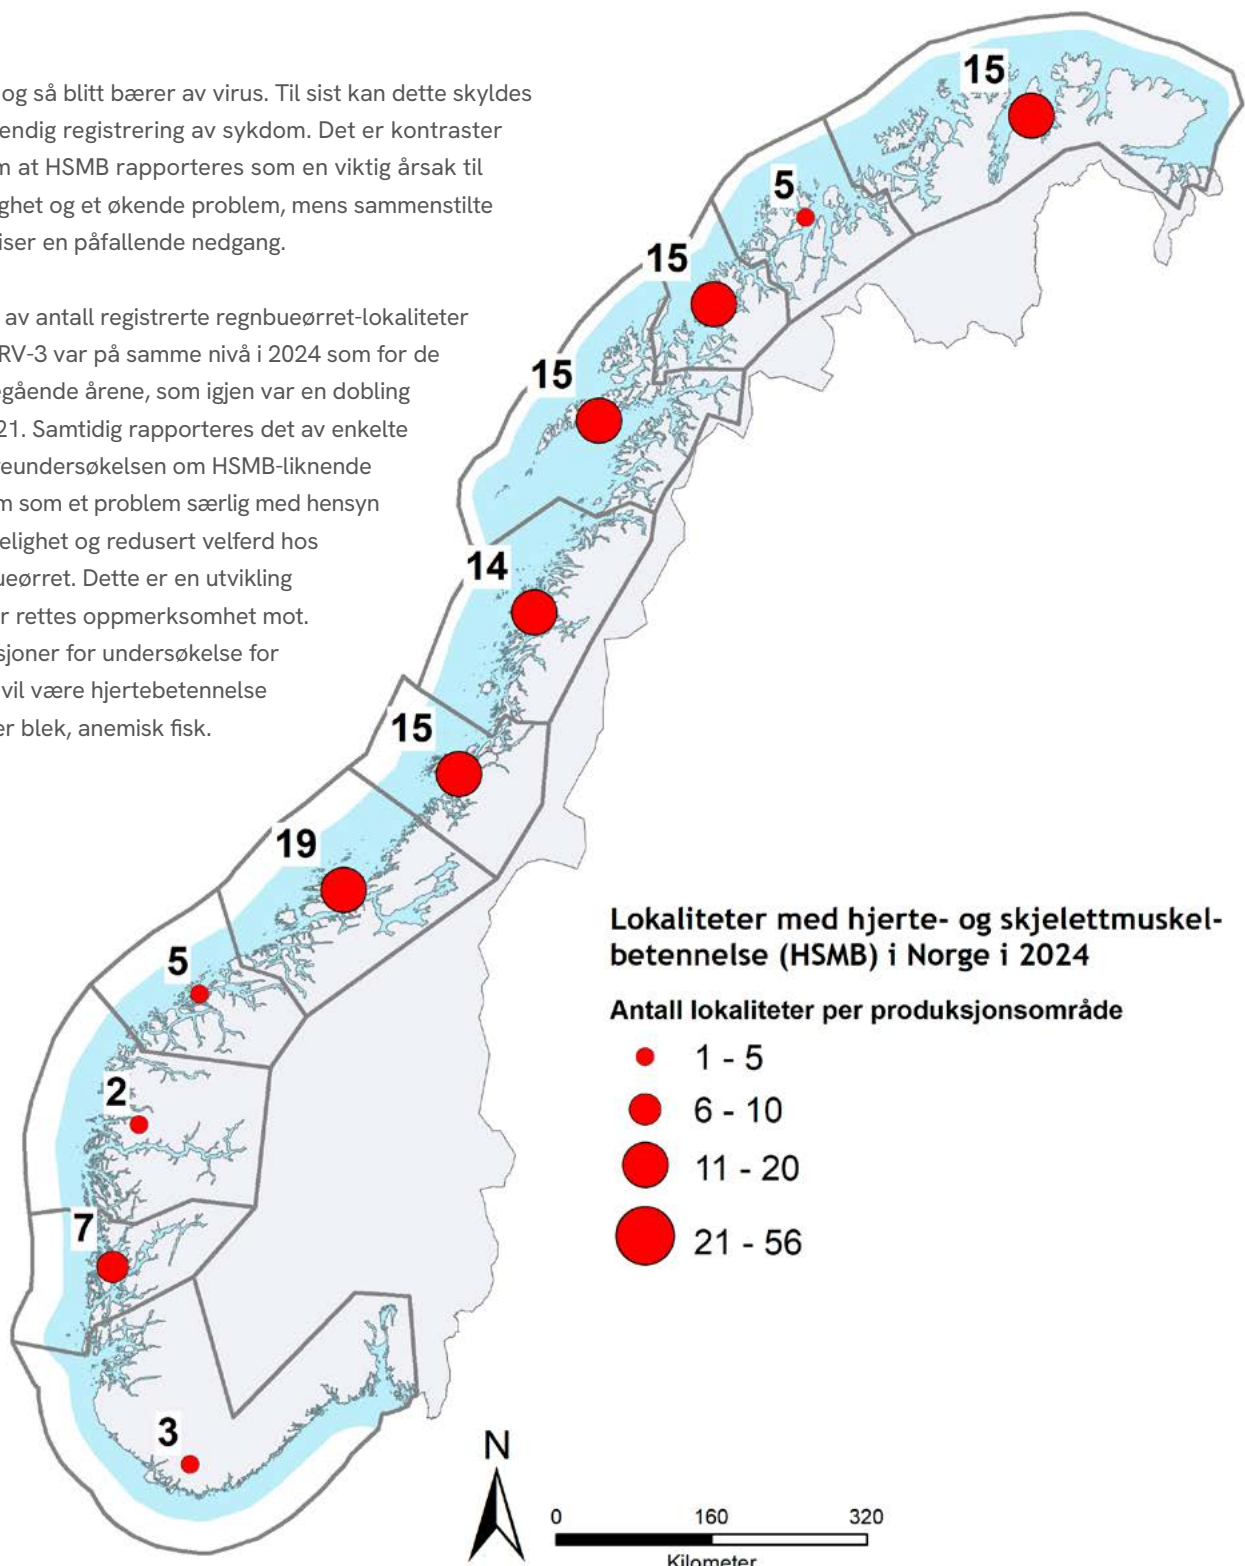 og så blitt bærer av virus. Til sist kan dette skyldes
endig registrering av sykdom. Det er kontraster
m at HSMB rapporteres som en viktig årsak til
ghet og et økende problem, mens sammenstilte
iser en påfallende nedgang.
av antall registrerte regnbueørret-lokaliteter
RV-3 var på samme nivå i 2024 som for de
egående årene, som igjen var en dobling
21. Samtidig rapporteres det av enkelte
reundersøkelsen om HSMB-liknende
m som et problem særlig med hensyn
elighet og redusert velferd hos
ueørret. Dette er en utvikling
r rettes oppmerksomhet mot.
sjoner for undersøkelse for
vil være hjertebetennelse
er blek, anemisk fisk.
15
5
15
15
14
15
19
5
2
7
3
Lokaliteter med hjerte- og skjelettmuskel-
betennelse (HSMB) i Norge i 2024
Antall lokaliteter per produksjonsområde
1 - 5
6 - 10
11 - 20
21 - 56
N
0 160 320
Kilometer